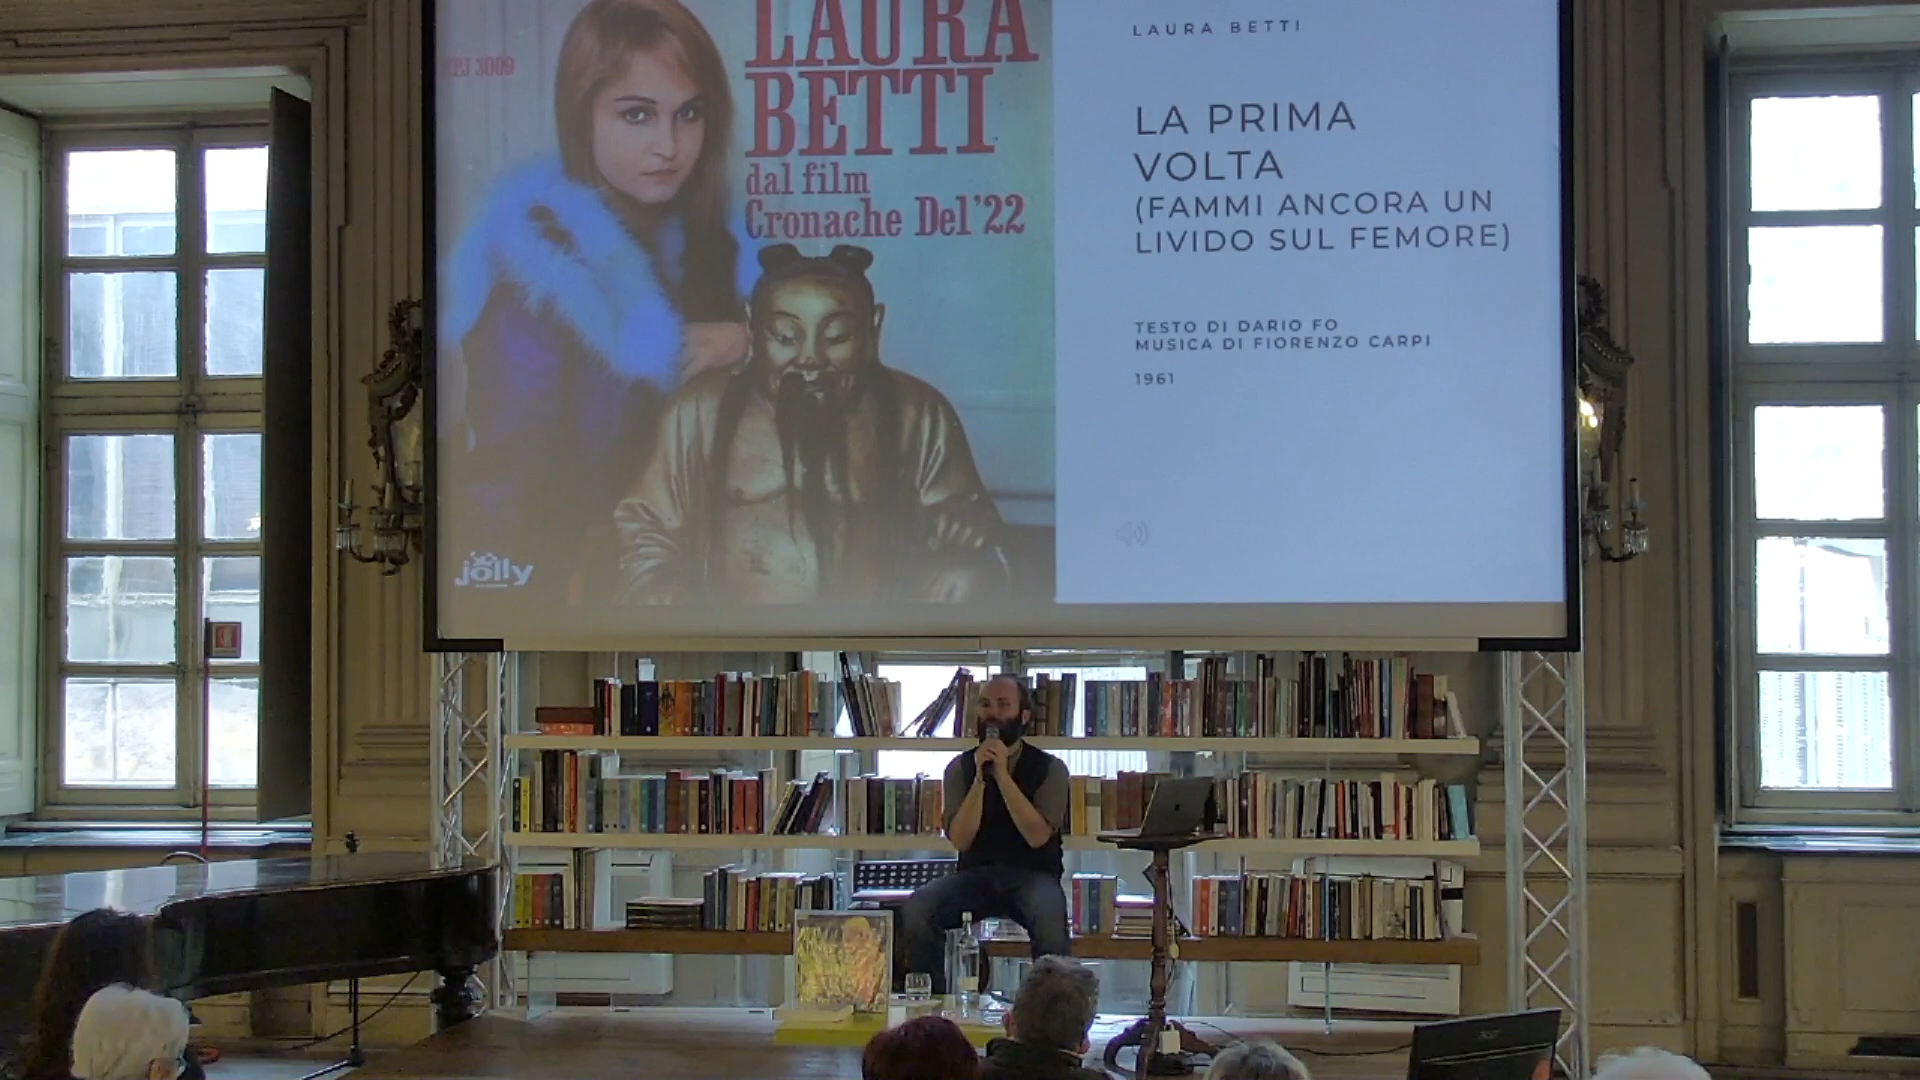 LAURA
BETTI
dal film
Cronache Del '22
EPJ 3009
jolly
LAURA BETTI
LA PRIMA
VOLTA
(FAMMI ANCORA UN
LIVIDO SUL FEMORE)
TESTO DI DARIO FO
MUSICA DI FIORENZO CARPI
1961
acer